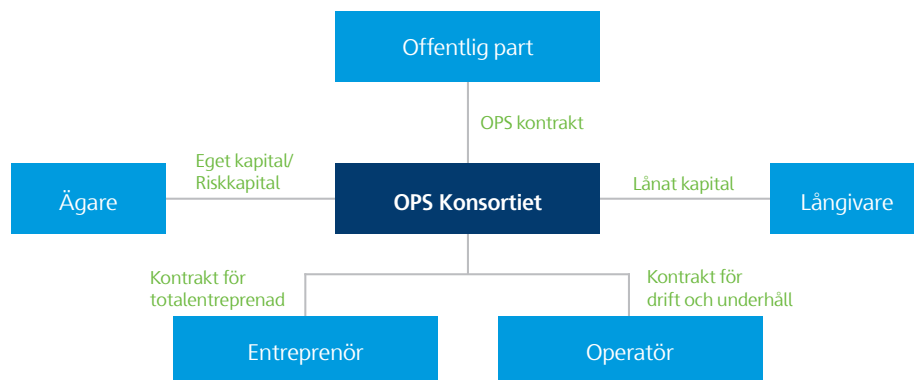 Offentlig part
OPS kontrakt
Eget kapital/
Riskkapital
Ägare
OPS Konsortiet
Lånat kapital
Långivare
Kontrakt för
totalentreprenad
Kontrakt för
drift och underhåll
Entreprenör
Operatör